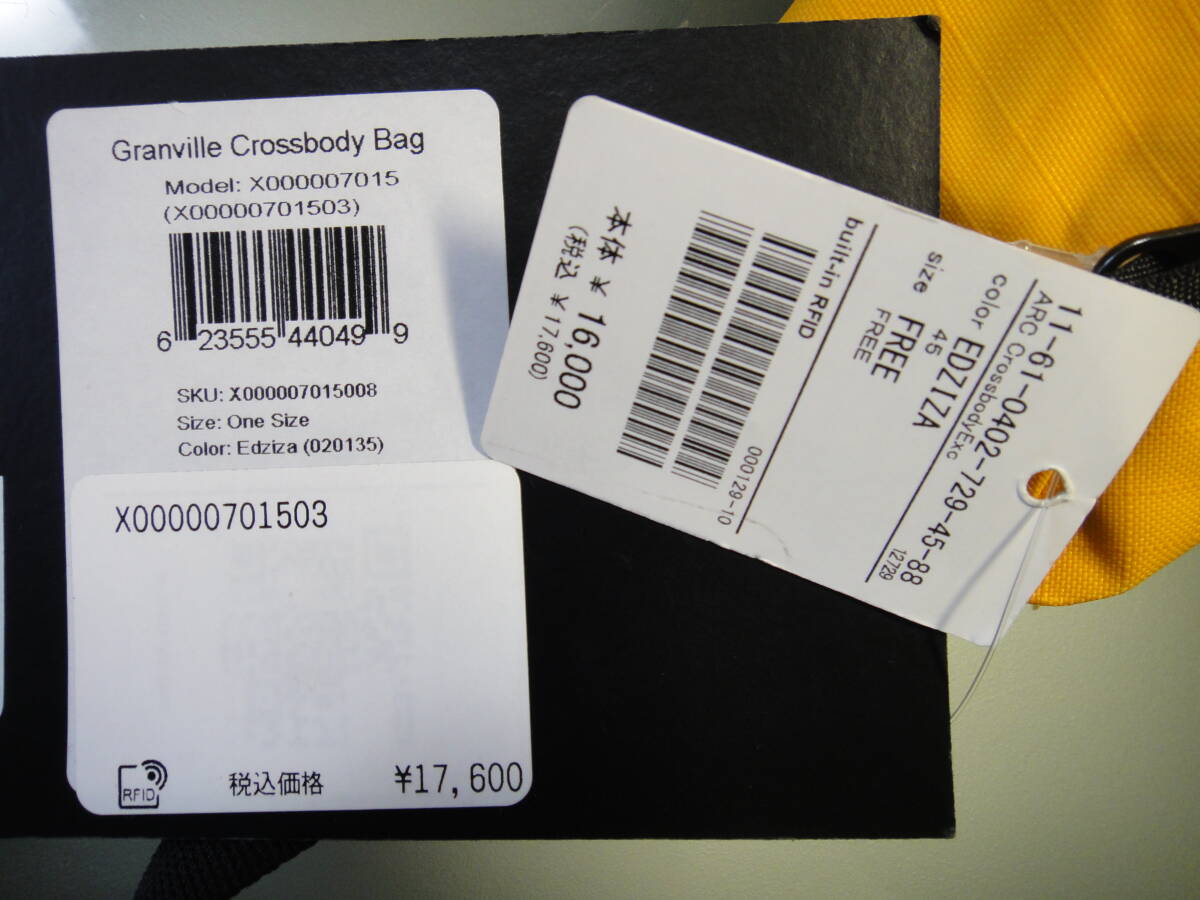 Granville Crossbody Bag
Model: X000007015
(X00000701503)
6 23555 44049 9
SKU: X000007015008
Size: One Size
Color: Edziza (020135)
X00000701503
RFID
税込価格 ¥17,600
11-61-0402-729-45-88
12729
ARC CrossbodyExc
color EDZIZA
45
size FREE
FREE
built-in RFID
000129-10
本体 ¥ 16,000
(税込 ¥ 17,600)